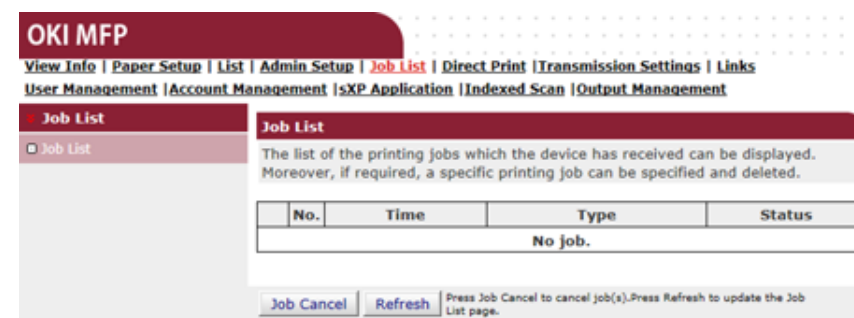 OKI MFP
View Info | Paper Setup | List | Admin Setup | Job List | Direct Print |Transmission Settings | Links
User Management |Account Management |sXP Application |Indexed Scan |Output Management
Job List
Job List
Job List
The list of the printing jobs which the device has received can be displayed.
Moreover, if required, a specific printing job can be specified and deleted.
No. Time Type Status
No job.
Job Cancel Refresh Press Job Cancel to cancel job(s).Press Refresh to update the Job
List page.